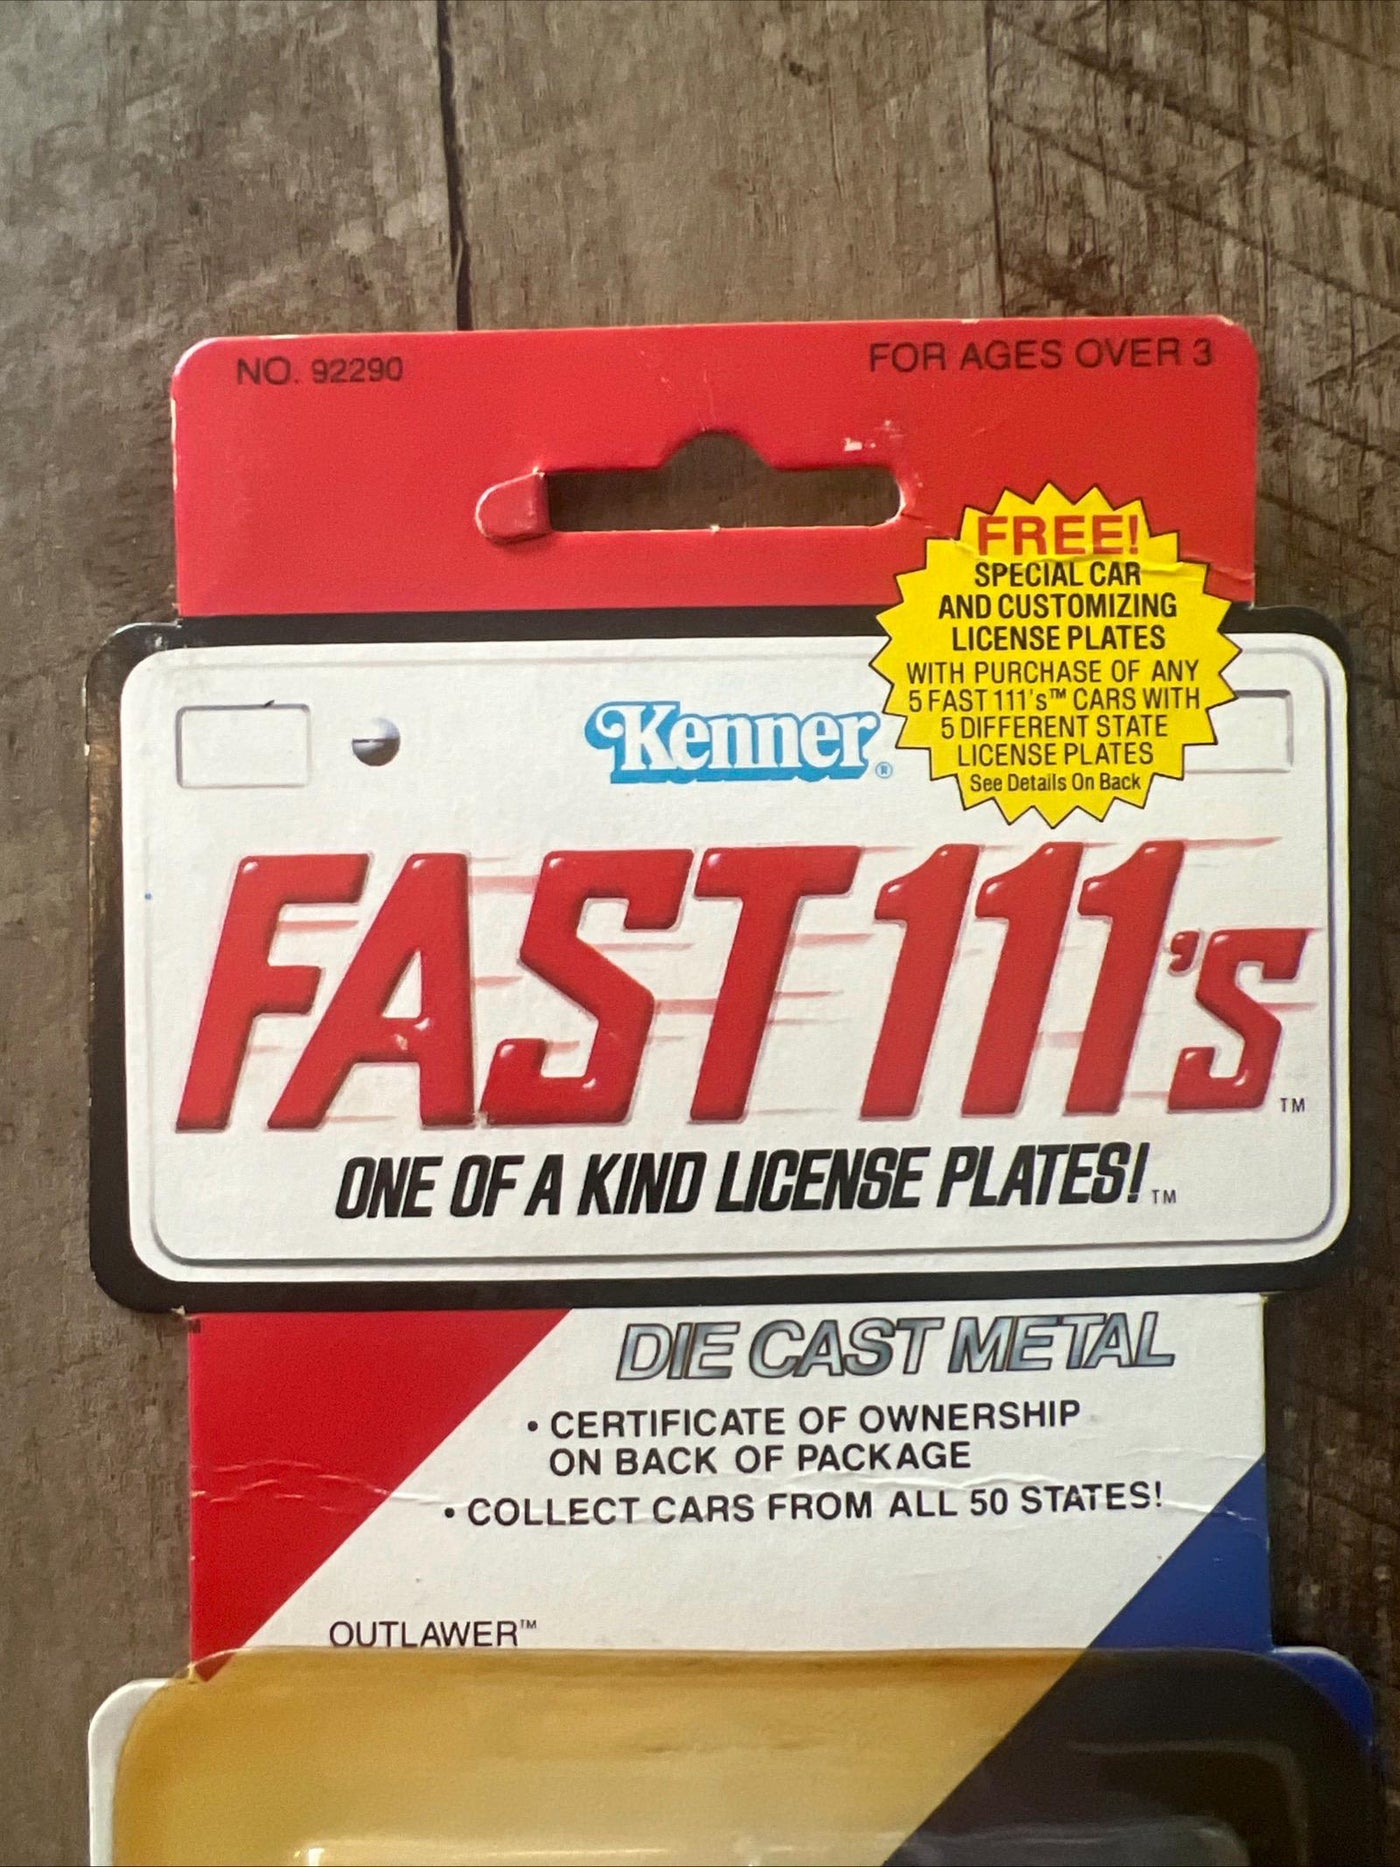 NO. 92290
FOR AGES OVER 3
FREE!
SPECIAL CAR
AND CUSTOMIZING
LICENSE PLATES
WITH PURCHASE OF ANY
5 FAST 111's™ CARS WITH
5 DIFFERENT STATE
LICENSE PLATES
See Details On Back
Kenner®
FAST 111's™
ONE OF A KIND LICENSE PLATES!™
DIE CAST METAL
• CERTIFICATE OF OWNERSHIP
ON BACK OF PACKAGE
• COLLECT CARS FROM ALL 50 STATES!
OUTLAWER™